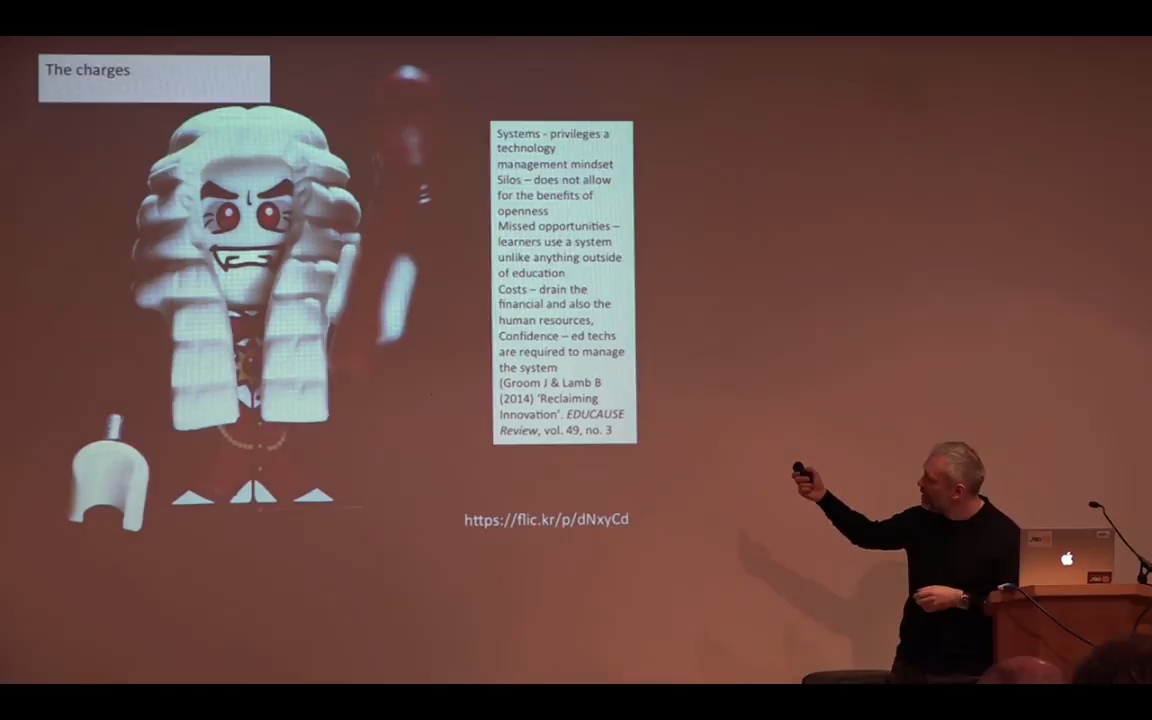 The charges
Systems - privileges a
technology
management mindset
Silos – does not allow
for the benefits of
openness
Missed opportunities –
learners use a system
unlike anything outside
of education
Costs – drain the
financial and also the
human resources,
Confidence – ed techs
are required to manage
the system
(Groom J & Lamb B
(2014) ‘Reclaiming
Innovation’. EDUCAUSE
Review, vol. 49, no. 3
https://flic.kr/p/dNxyCd